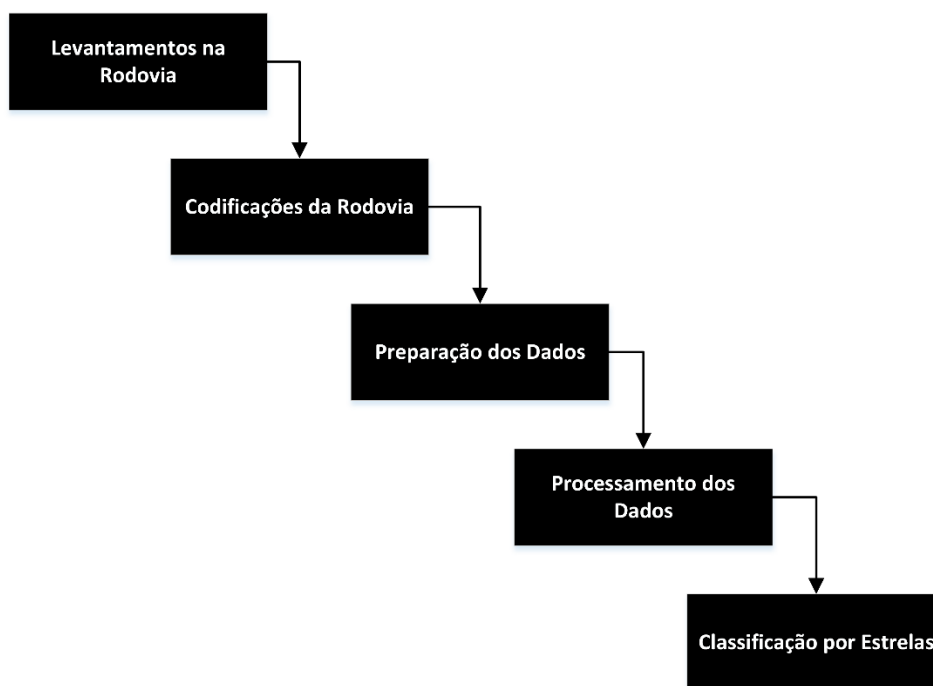 Levantamentos na
Rodovia
Codificações da Rodovia
Preparação dos Dados
Processamento dos
Dados
Classificação por Estrelas